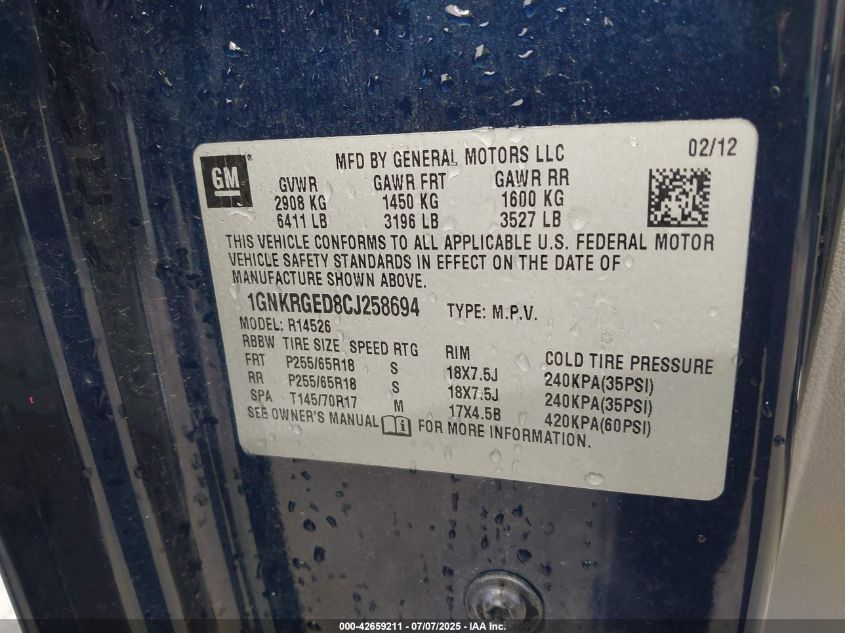 GM®
MFD BY GENERAL MOTORS LLC 02/12
GVWR GAWR FRT GAWR RR
2908 KG 1450 KG 1600 KG
6411 LB 3196 LB 3527 LB
THIS VEHICLE CONFORMS TO ALL APPLICABLE U.S. FEDERAL MOTOR
VEHICLE SAFETY STANDARDS IN EFFECT ON THE DATE OF
MANUFACTURE SHOWN ABOVE.
1GNKRGED8CJ258694 TYPE: M.P.V.
MODEL: R14526
RBBW TIRE SIZE SPEED RTG RIM COLD TIRE PRESSURE
FRT P255/65R18 S 18X7.5J 240KPA(35PSI)
RR P255/65R18 S 18X7.5J 240KPA(35PSI)
SPA T145/70R17 M 17X4.5B 420KPA(60PSI)
SEE OWNER'S MANUAL FOR MORE INFORMATION.
000-42659211 - 07/07/2025 - IAA Inc.